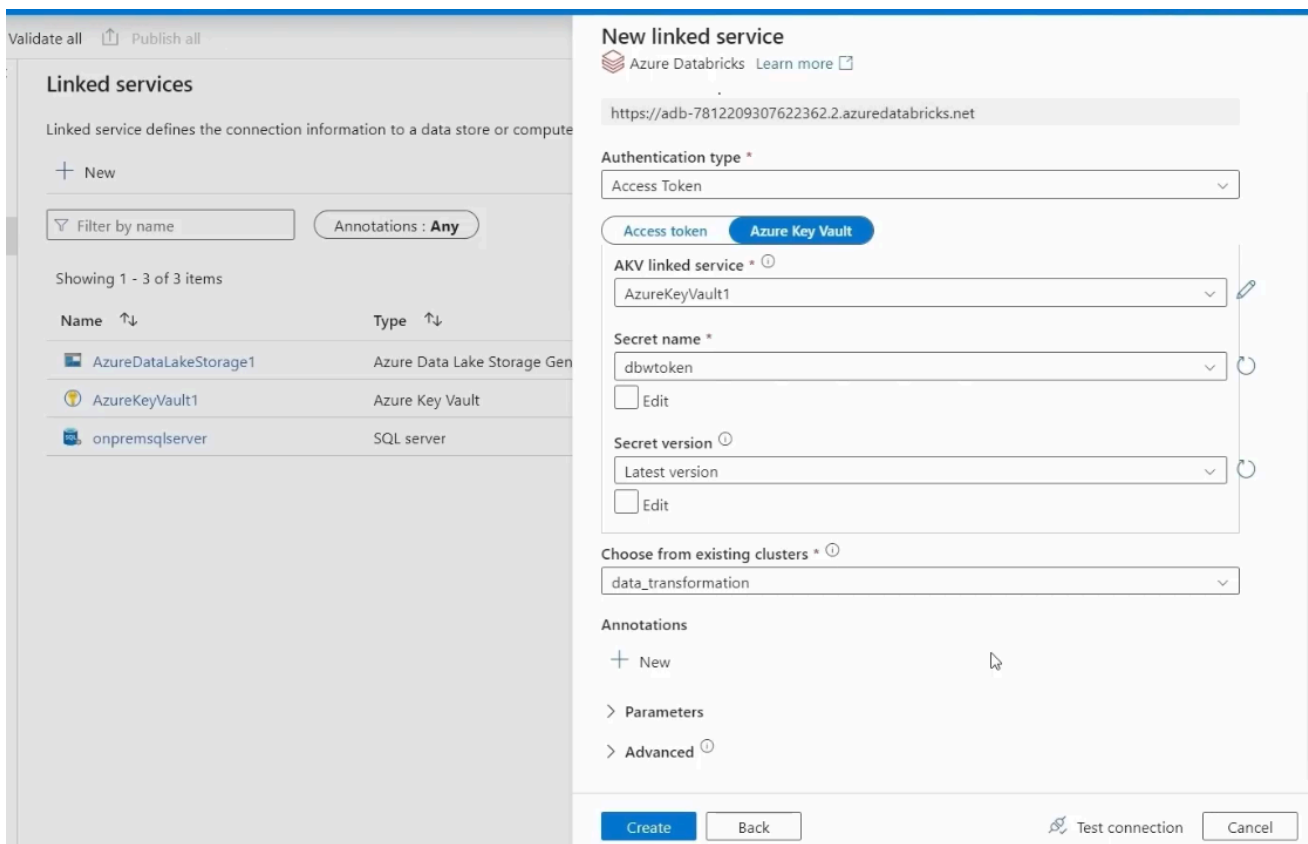 Validate all Publish all
Linked services
Linked service defines the connection information to a data store or compute
New
Filter by name
Annotations : Any
Showing 1 - 3 of 3 items
Name Type
AzureDataLakeStorage1 Azure Data Lake Storage Gen
AzureKeyVault1 Azure Key Vault
onpremsqlserver SQL server
New linked service
Azure Databricks Learn more
https://adb-7812209307622362.2.azuredatabricks.net
Authentication type *
Access Token
Access token Azure Key Vault
AKV linked service *
AzureKeyVault1
Secret name *
dbwtoken
Edit
Secret version
Latest version
Edit
Choose from existing clusters *
data_transformation
Annotations
New
Parameters
Advanced
Create Back Test connection Cancel